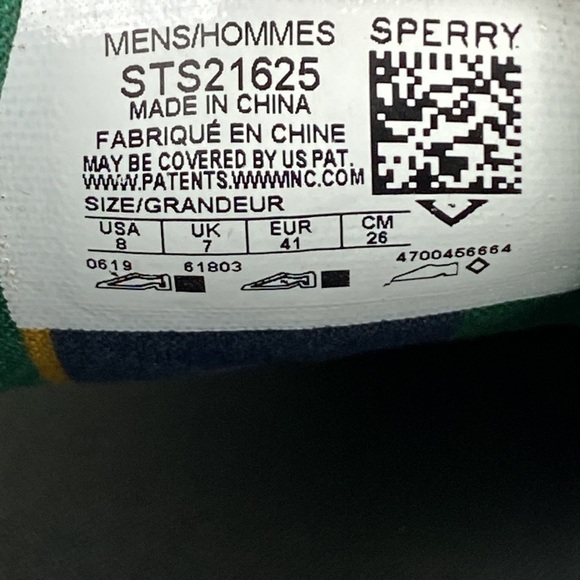 MENS/HOMMES
SPERRY
STS21625
MADE IN CHINA
FABRIQUÉ EN CHINE
MAY BE COVERED BY US PAT.
WWW.PATENTS.WWWINC.COM
SIZE/GRANDEUR
USA UK EUR CM
8 7 41 26
0619 61803 4700456664